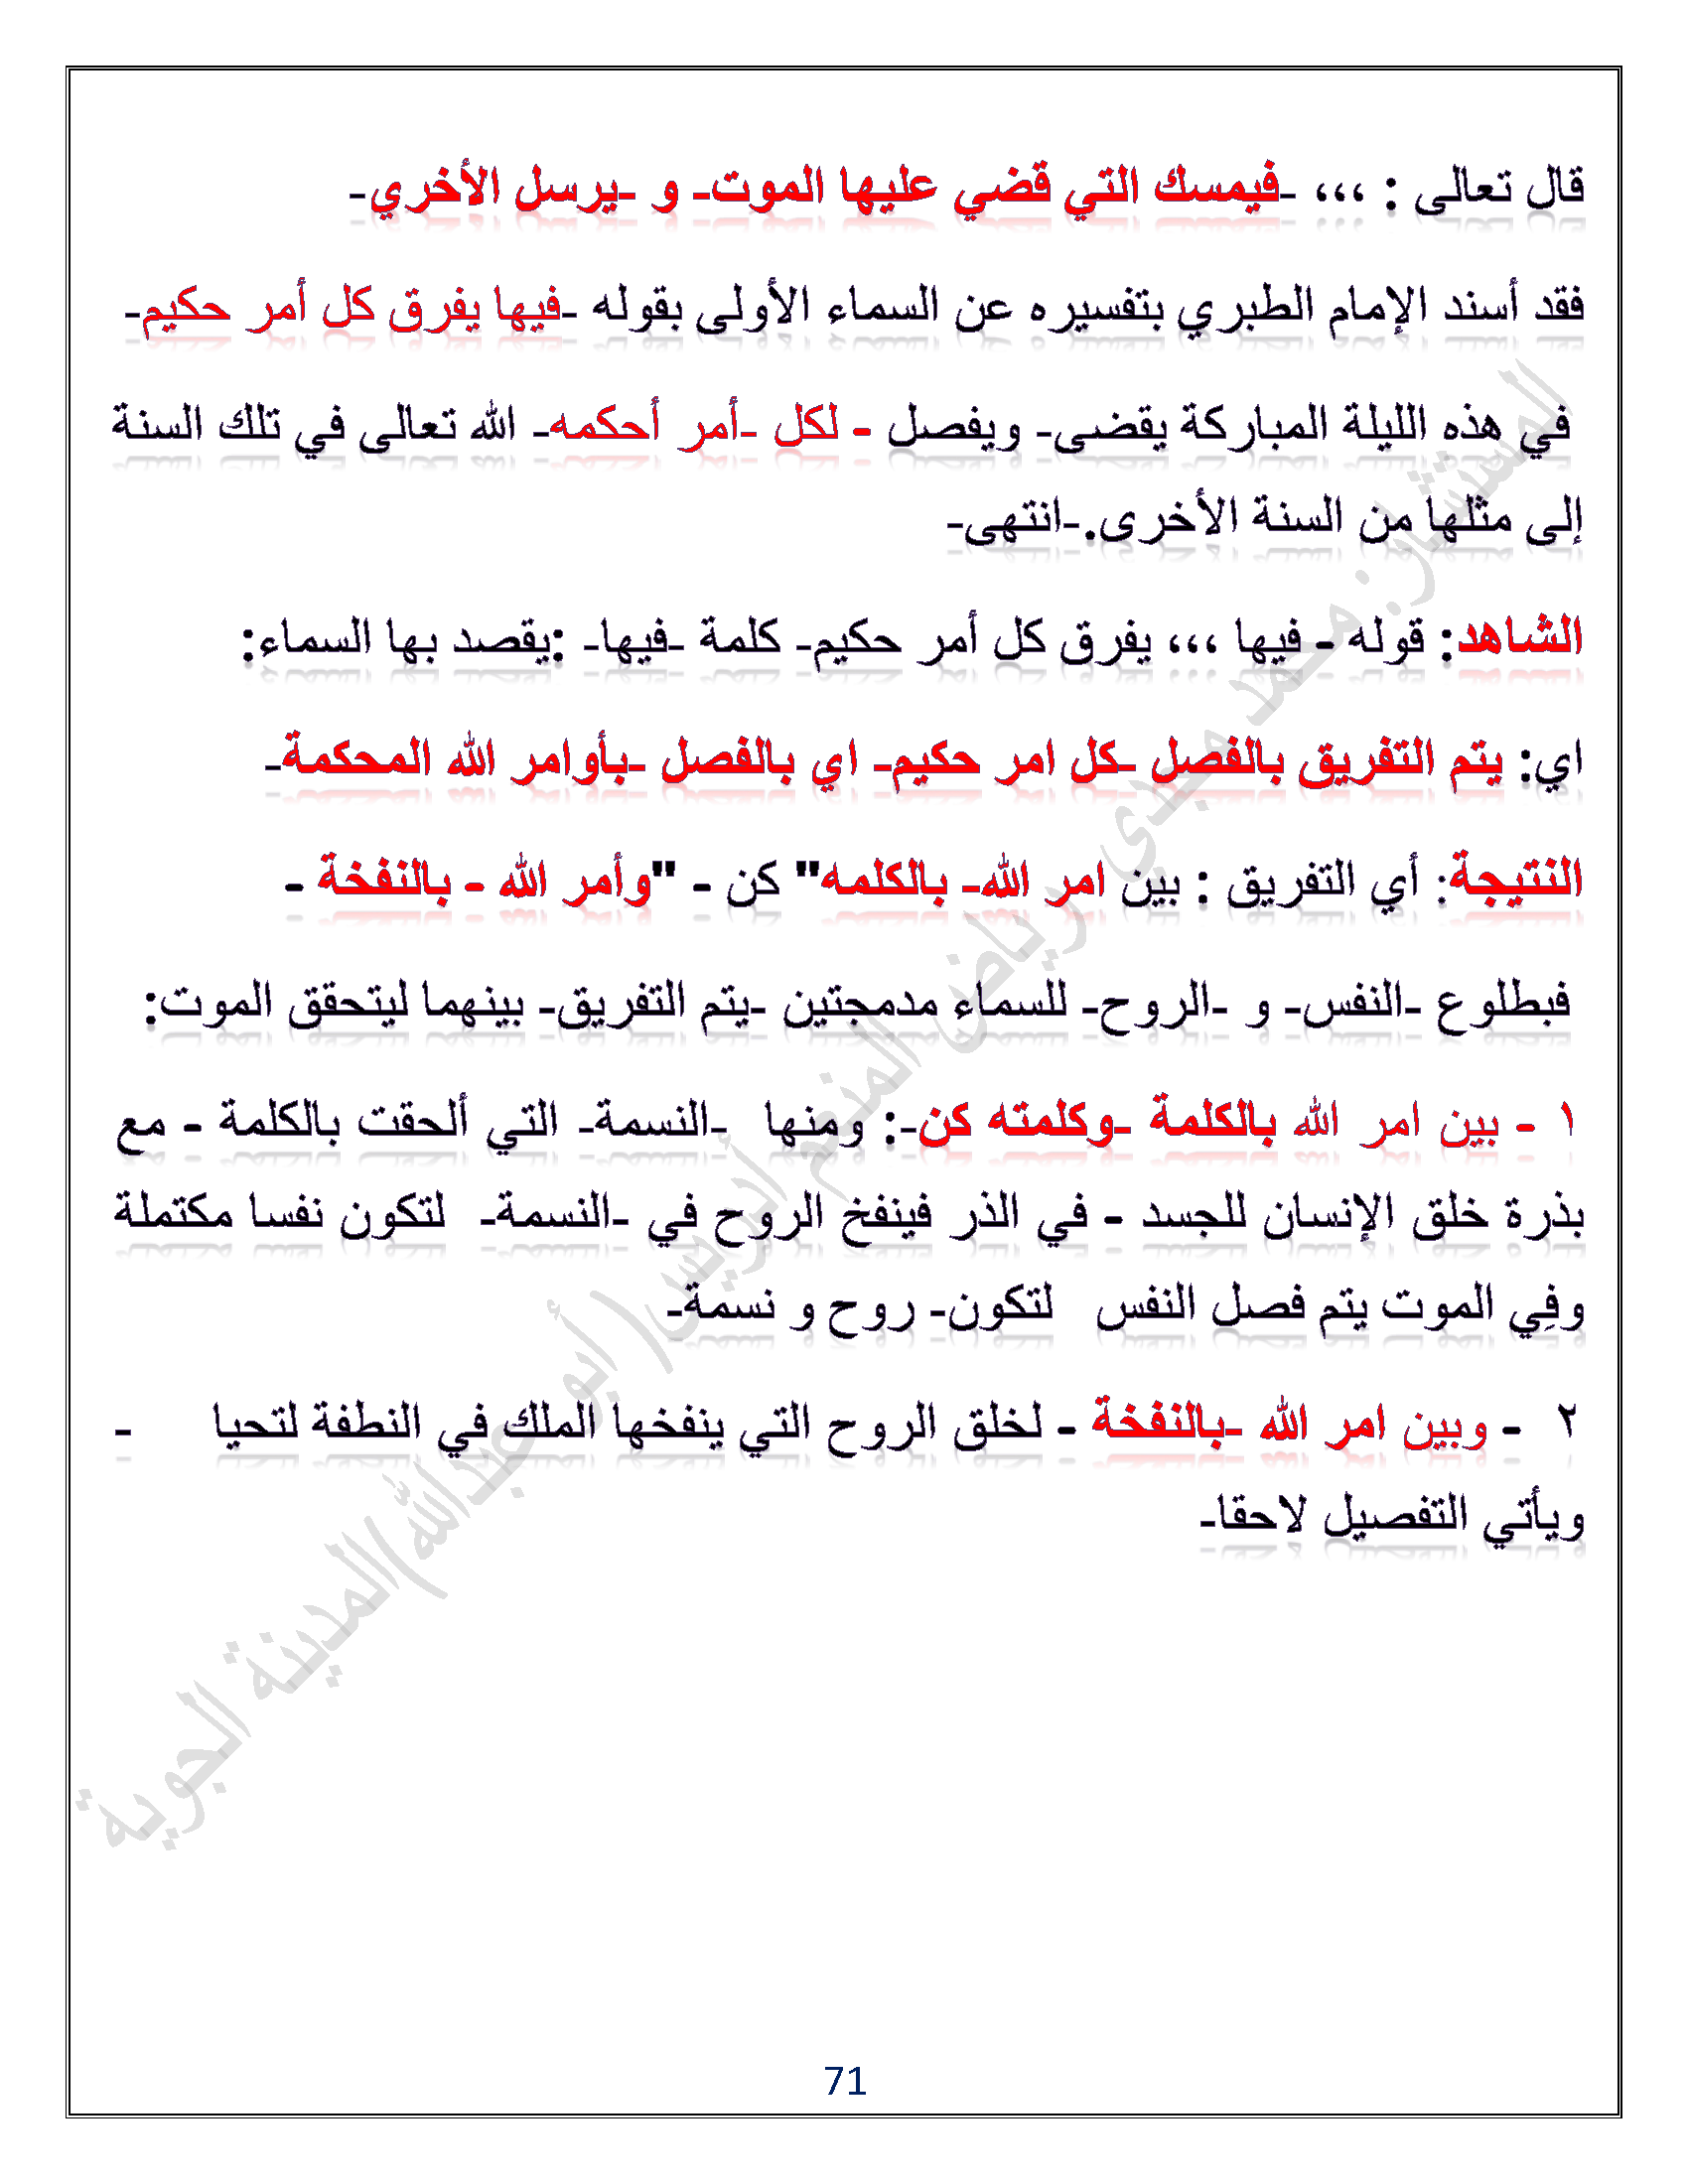 قال تعالى : ،،، -فيمسك التي قضي عليها الموت- و -يرسل الأخري-
فقد أسند الإمام الطبري بتفسيره عن السماء الأولى بقوله -فيها يفرق كل أمر حكيم-
في هذه الليلة المباركة يقضى- ويفصل - لكل -أمر أحكمه- الله تعالى في تلك السنة
إلى مثلها من السنة الأخرى.-انتهى-
الشاهد: قوله - فيها ،،، يفرق كل أمر حكيم- كلمة -فيها- :يقصد بها السماء:
اي: يتم التفريق بالفصل -كل امر حكيم- اي بالفصل -بأوامر الله المحكمة-
النتيجة: أي التفريق : بين امر الله- بالكلمه" كن - "وأمر الله - بالنفخة -
فبطلوع -النفس- و -الروح- للسماء مدمجتين -يتم التفريق- بينهما ليتحقق الموت:
١ - بين امر الله بالكلمة -وكلمته كن-: ومنها -النسمة- التي ألحقت بالكلمة - مع
بذرة خلق الإنسان للجسد - في الذر فينفخ الروح في -النسمة- لتكون نفسا مكتملة
وفِي الموت يتم فصل النفس لتكون- روح و نسمة-
٢ - وبين امر الله -بالنفخة - لخلق الروح التي ينفخها الملك في النطفة لتحيا -
ويأتي التفصيل لاحقا-
المستشار: محمد مجدي رياض المنعم أدريس(أبو عبدالله)المدينة الجوية
71